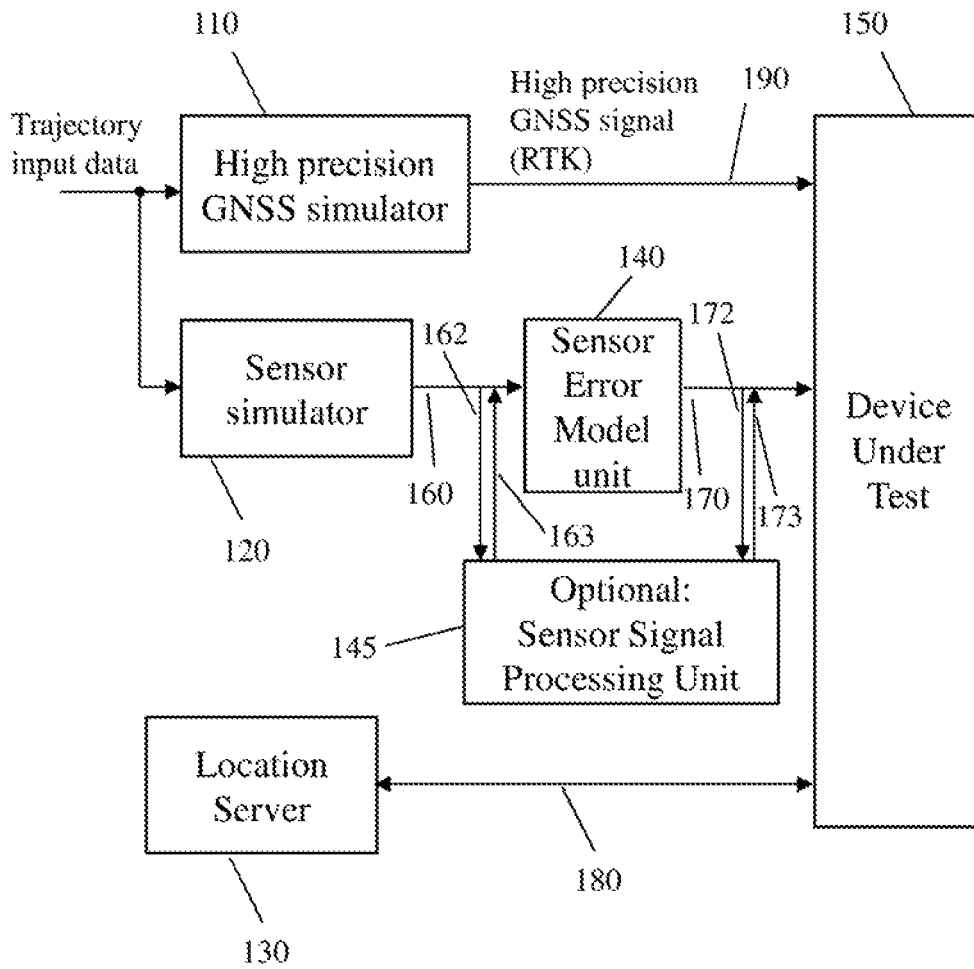 110
150
High precision
GNSS signal
(RTK)
190
Trajectory
input data
High precision
GNSS simulator
140
162
172
Sensor
simulator
Sensor
Error
Model
unit
Device
Under
Test
160
170
163
173
120
Optional:
Sensor Signal
Processing Unit
145
Location
Server
180
130